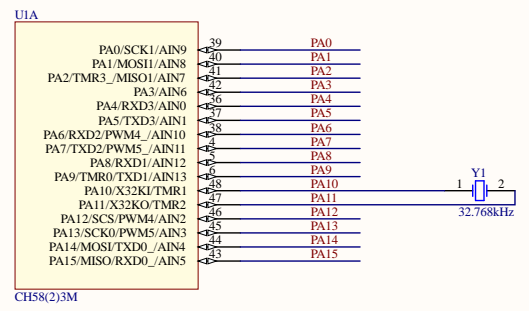 U1A
PA0/SCK1/AIN9 39 PA0
PA1/MOSI1/AIN8 40 PA1
PA2/TMR3_/MISO1/AIN7 41 PA2
PA3/AIN6 42 PA3
PA4/RXD3/AIN0 36 PA4
PA5/TXD3/AIN1 37 PA5
PA6/RXD2/PWM4_/AIN10 38 PA6
PA7/TXD2/PWM5_/AIN11 4 PA7
PA8/RXD1/AIN12 5 PA8
PA9/TMR0/TXD1/AIN13 6 PA9
PA10/X32KI/TMR1 48 PA10
PA11/X32KO/TMR2 47 PA11
PA12/SCS/PWM4/AIN2 46 PA12
PA13/SCK0/PWM5/AIN3 45 PA13
PA14/MOSI/TXD0_/AIN4 44 PA14
PA15/MISO/RXD0_/AIN5 43 PA15
Y1
1 2
32.768kHz
CH58(2)3M